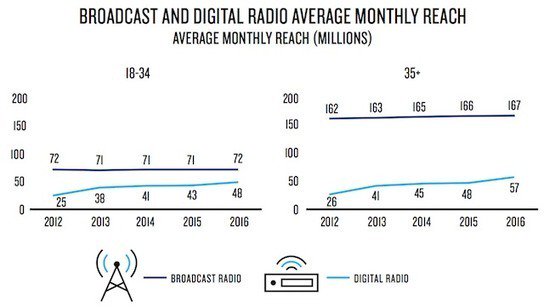 BROADCAST AND DIGITAL RADIO AVERAGE MONTHLY REACH
AVERAGE MONTHLY REACH (MILLIONS)
18-34
200
150
100
50
0
72 71 71 71 72
25 38 41 43 48
2012 2013 2014 2015 2016
35+
200
150
100
50
0
162 163 165 166 167
26 41 45 48 57
2012 2013 2014 2015 2016
BROADCAST RADIO
DIGITAL RADIO